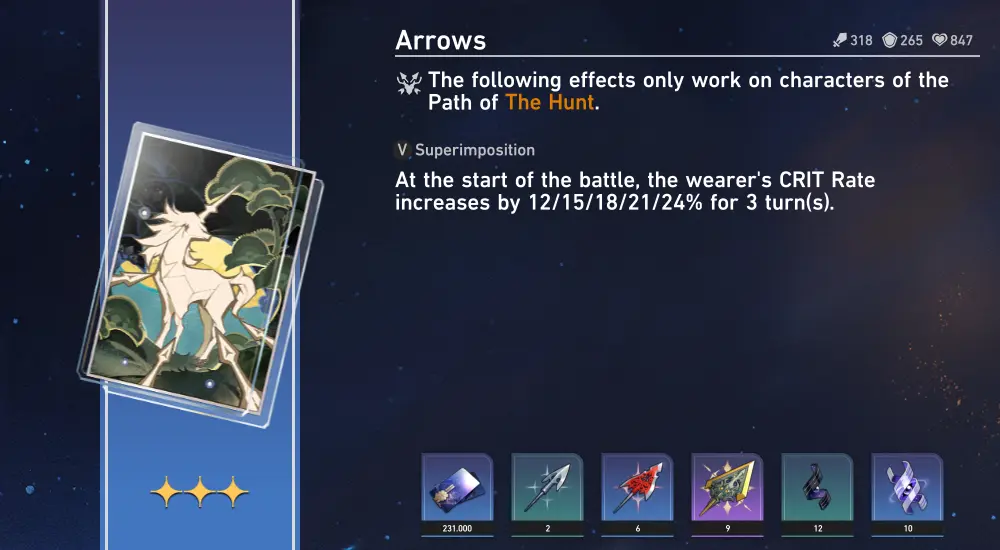 Arrows
318 265 847
The following effects only work on characters of the
Path of The Hunt.
V Superimposition
At the start of the battle, the wearer's CRIT Rate
increases by 12/15/18/21/24% for 3 turn(s).
231.000 2 6 9 12 10